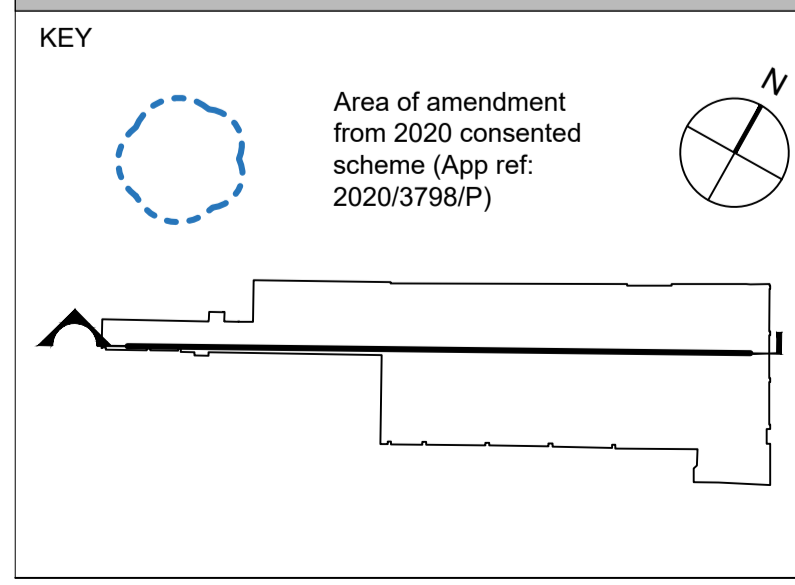 KEY
Area of amendment
from 2020 consented
scheme (App ref:
2020/3798/P)
N